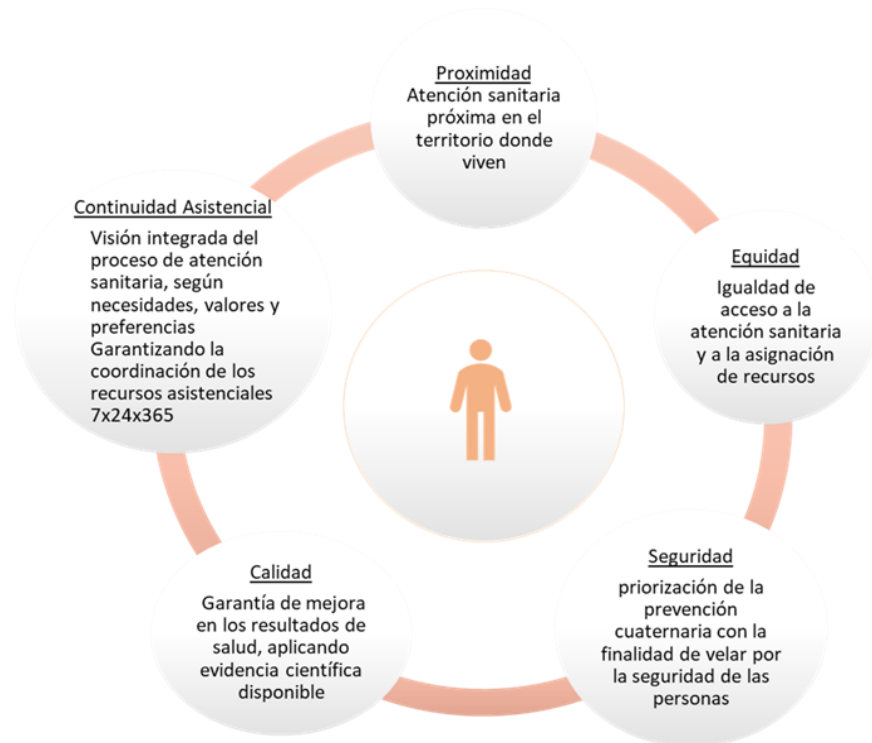 Proximidad
Atención sanitaria
próxima en el
territorio donde
viven
Equidad
Igualdad de
acceso a la
atención sanitaria
y a la asignación
de recursos
Seguridad
priorización de la
prevención
cuaternaria con la
finalidad de velar por
la seguridad de las
personas
Calidad
Garantía de mejora
en los resultados de
salud, aplicando
evidencia científica
disponible
Continuidad Asistencial
Visión integrada del
proceso de atención
sanitaria, según
necesidades, valores y
preferencias
Garantizando la
coordinación de los
recursos asistenciales
7x24x365